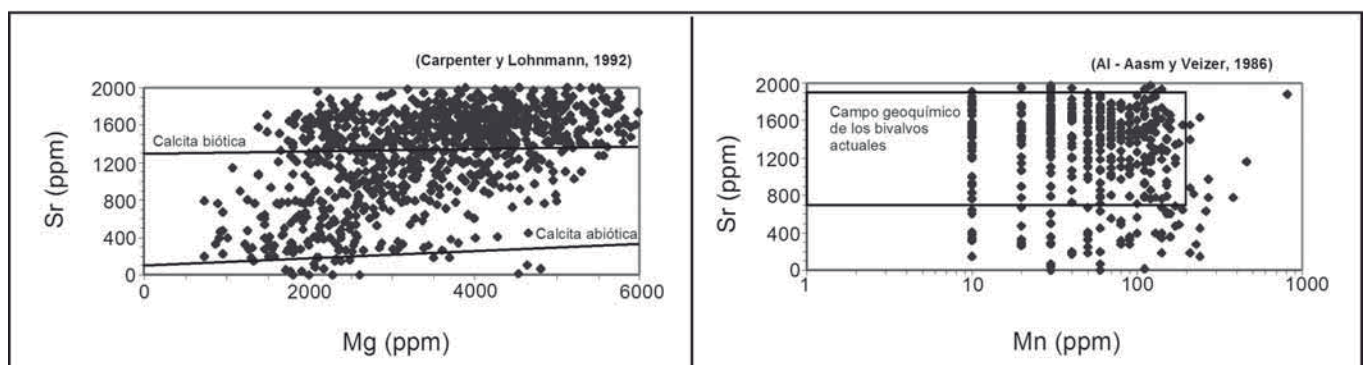 (Carpenter y Lohnmann, 1992)
2000
1600
1200
800
400
0
Sr (ppm)
Calcita biótica
Calcita abiótica
0
2000
4000
6000
Mg (ppm)
(Al - Aasm y Veizer, 1986)
2000
1600
1200
800
400
0
Sr (ppm)
Campo geoquímico
de los bivalvos
actuales
1
10
100
1000
Mn (ppm)